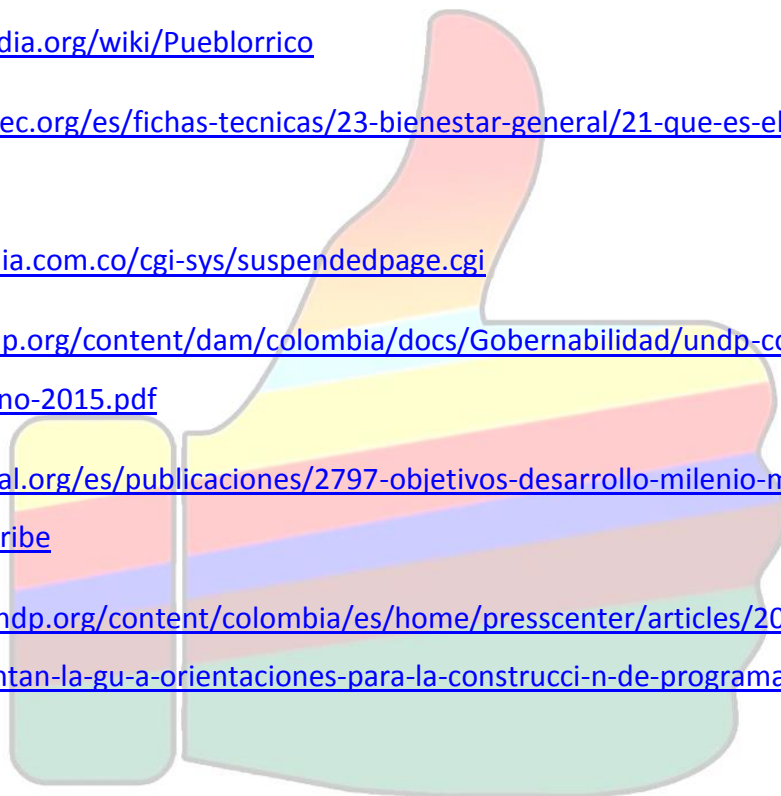 dia.org/wiki/Pueblorrico
ec.org/es/fichas-tecnicas/23-bienestar-general/21-que-es-el
ia.com.co/cgi-sys/suspendedpage.cgi
p.org/content/dam/colombia/docs/Gobernabilidad/undp-co
no-2015.pdf
al.org/es/publicaciones/2797-objetivos-desarrollo-milenio-m
ribe
ndp.org/content/colombia/es/home/presscenter/articles/20
ntan-la-gu-a-orientaciones-para-la-construcci-n-de-programa